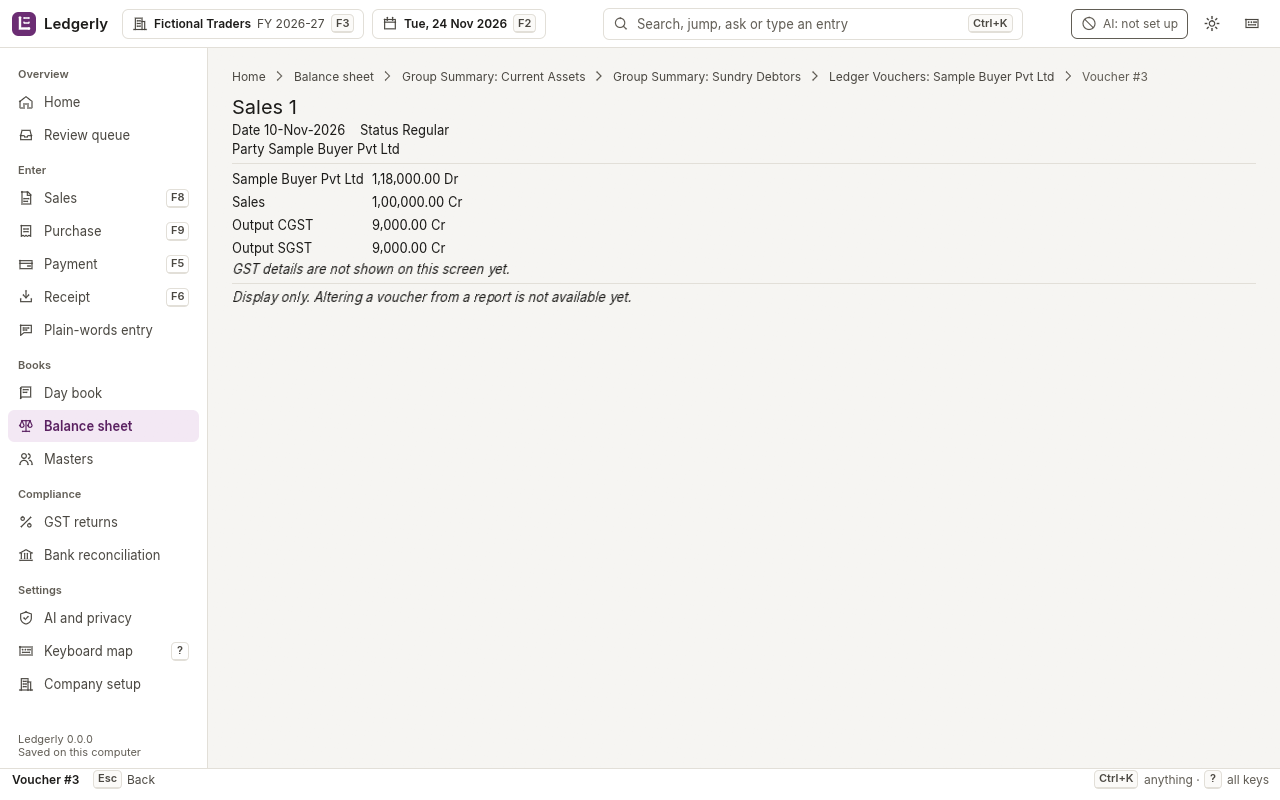 Ledgerly
Fictional Traders FY 2026-27 F3
Tue, 24 Nov 2026 F2
Search, jump, ask or type an entry Ctrl+K
AI: not set up
Overview
Home
Review queue
Enter
Sales F8
Purchase F9
Payment F5
Receipt F6
Plain-words entry
Books
Day book
Balance sheet
Masters
Compliance
GST returns
Bank reconciliation
Settings
AI and privacy
Keyboard map ?
Company setup
Ledgerly 0.0.0
Saved on this computer
Home > Balance sheet > Group Summary: Current Assets > Group Summary: Sundry Debtors > Ledger Vouchers: Sample Buyer Pvt Ltd > Voucher #3
Sales 1
Date 10-Nov-2026 Status Regular
Party Sample Buyer Pvt Ltd
Sample Buyer Pvt Ltd 1,18,000.00 Dr
Sales 1,00,000.00 Cr
Output CGST 9,000.00 Cr
Output SGST 9,000.00 Cr
GST details are not shown on this screen yet.
Display only. Altering a voucher from a report is not available yet.
Voucher #3 Esc Back
Ctrl+K anything · ? all keys